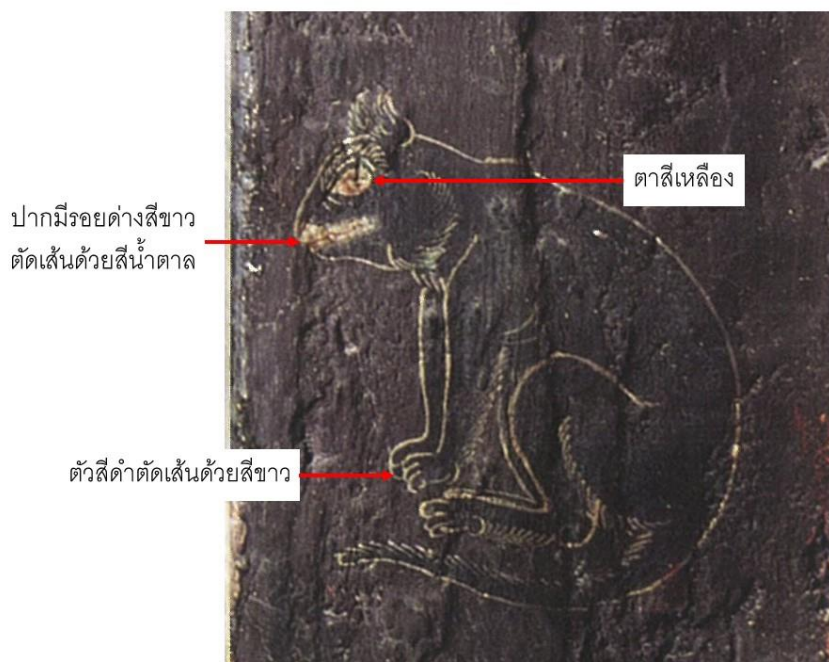 ตาสีเหลือง
ปากมีรอยด่างสีขาว
ตัดเส้นด้วยสีน้ำตาล
ตัวสีดำตัดเส้นด้วยสีขาว